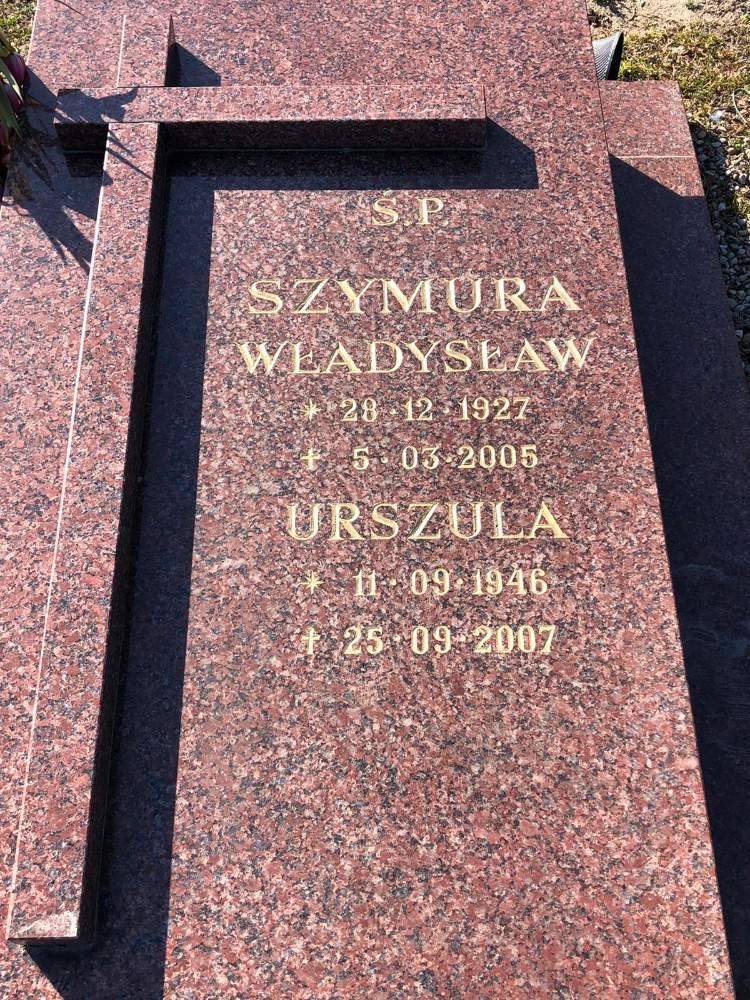 Ś.P.
SZYMURA
WŁADYSŁAW
* 28·12·1927
† 5·03·2005
URSZULA
* 11·09·1946
† 25·09·2007